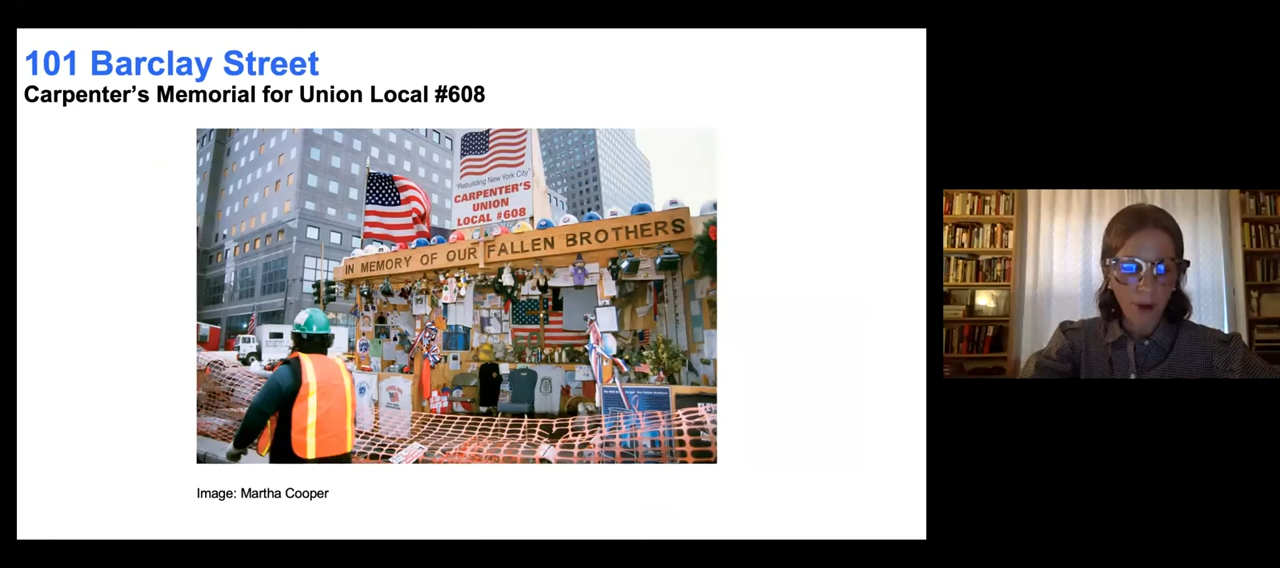 101 Barclay Street
Carpenter’s Memorial for Union Local #608
"Rebuilding New York City"
CARPENTER'S
UNION
LOCAL #608
IN MEMORY OF OUR FALLEN BROTHERS
Image: Martha Cooper